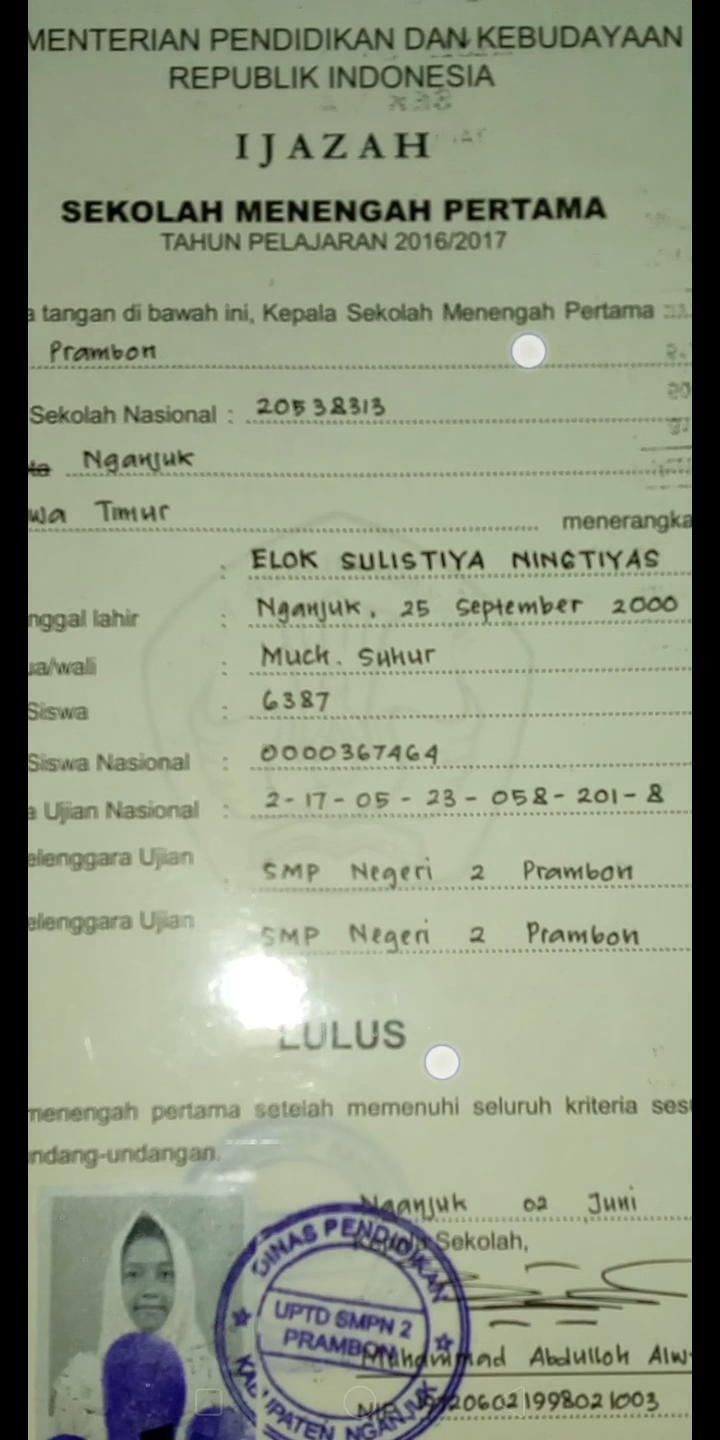 MENTERIAN PENDIDIKAN DAN KEBUDAYAAN
REPUBLIK INDONESIA
IJAZAH
SEKOLAH MENENGAH PERTAMA
TAHUN PELAJARAN 2016/2017
a tangan di bawah ini, Kepala Sekolah Menengah Pertama
Prambon
Sekolah Nasional : 20538313
Nganjuk
wa Timur menerangka
: ELOK SULISTIYA NINGTIYAS
nggal lahir : Nganjuk, 25 September 2000
ua/wali : Much. Suhur
Siswa : 6387
Siswa Nasional : 0000367464
a Ujian Nasional : 2-17-05-23-058-201-8
elenggara Ujian SMP Negeri 2 Prambon
elenggara Ujian SMP Negeri 2 Prambon
LULUS
menengah pertama setelah memenuhi seluruh kriteria sesu
ndang-undangan.
Nganjuk 02 Juni
Kepala Sekolah,
DINAS PENDIDIKAN
UPTD SMPN 2
PRAMBON
KABUPATEN NGANJUK
Muhammad Abdulloh Alw
NIP 197206021998021003